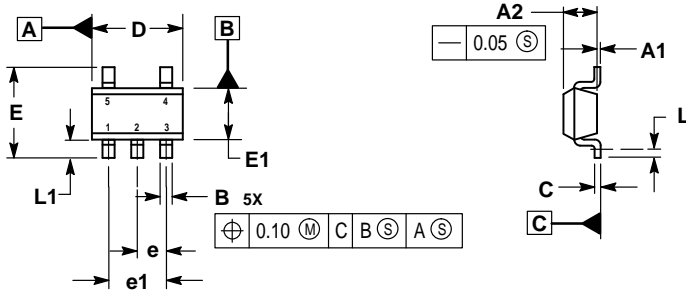 A
D
B
A2
— 0.05 Ⓢ
A1
E
5 4
1 2 3
L
L1
E1
B 5X
C
⌖ 0.10 Ⓜ C B Ⓢ A Ⓢ
C
e
e1